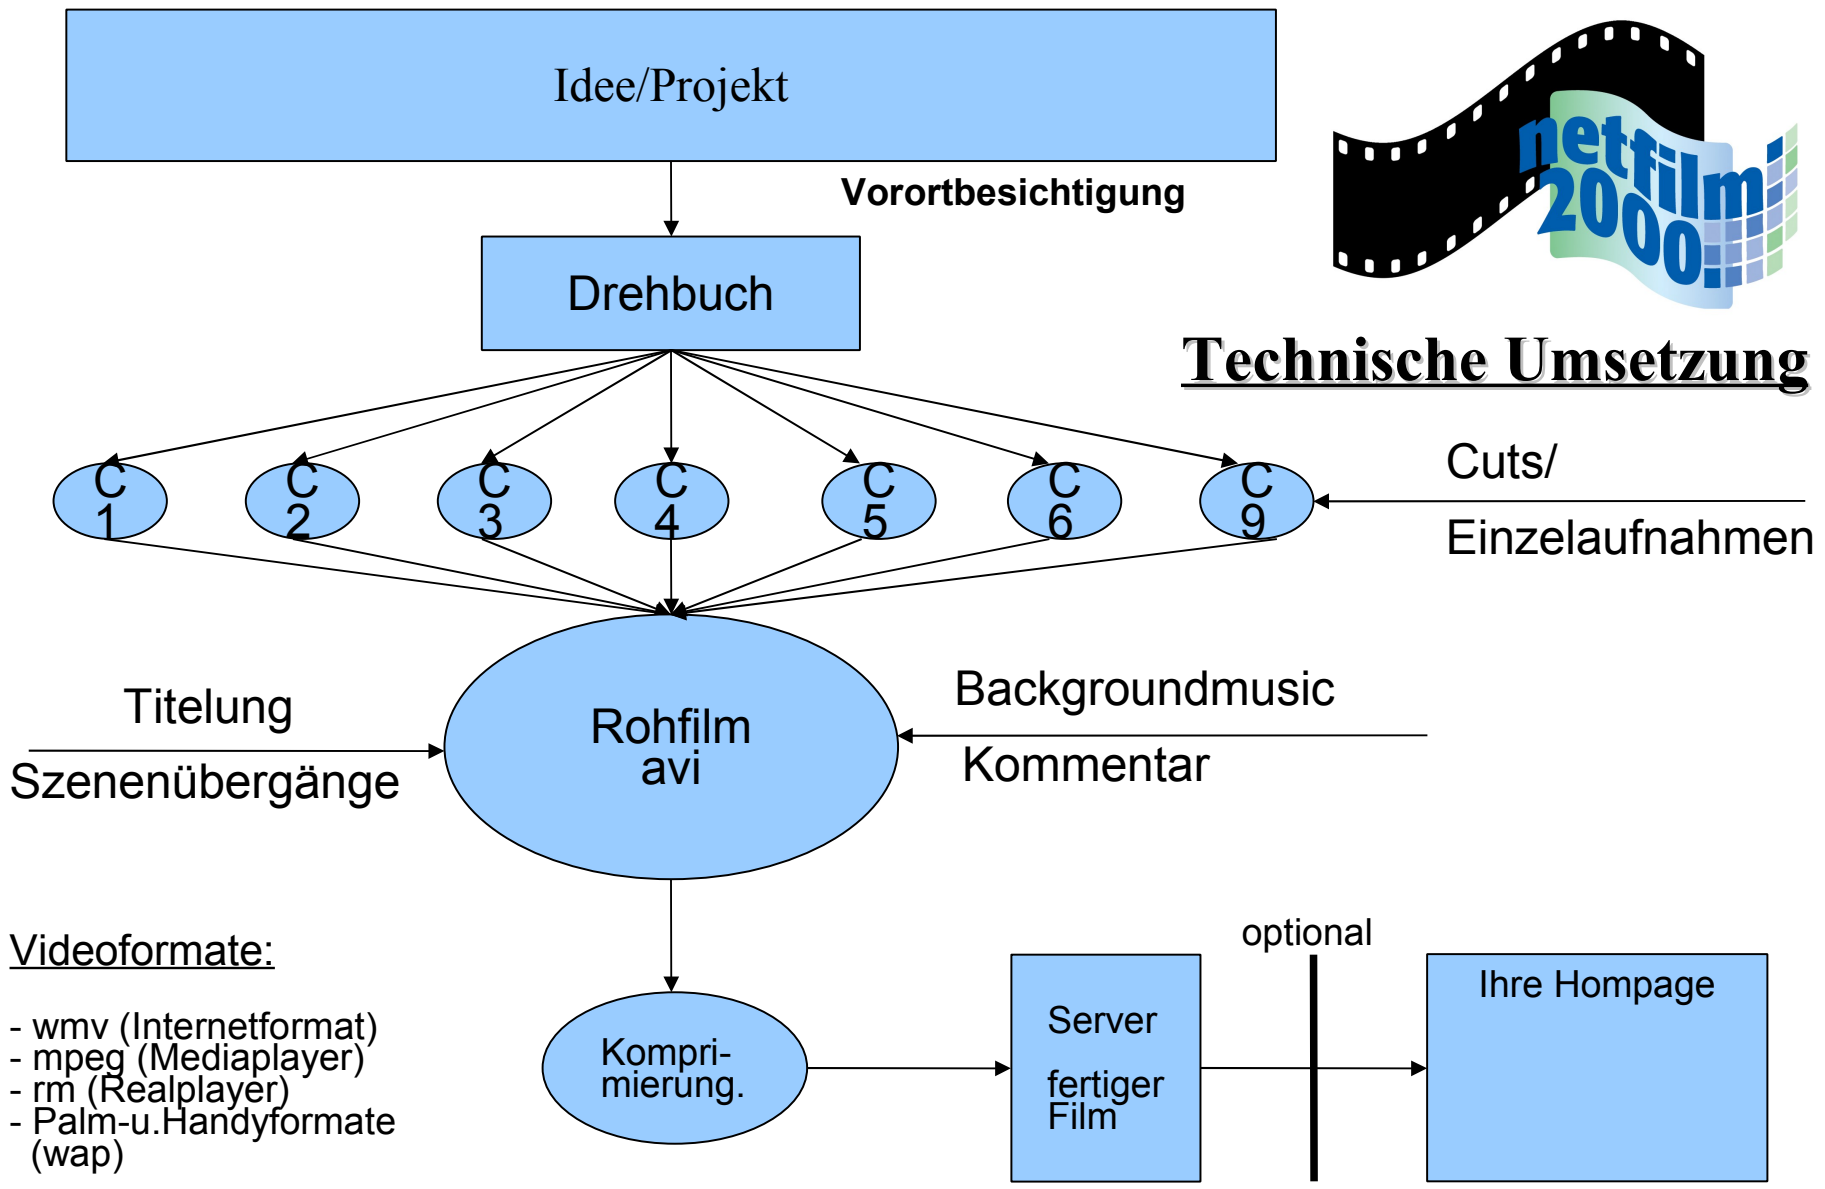 Idee/Projekt
netfilm
2000
Vorortbesichtigung
Drehbuch
Technische Umsetzung
C
1
C
2
C
3
C
4
C
5
C
6
C
9
Cuts/
Einzelaufnahmen
Titelung
Szenenübergänge
Rohfilm
avi
Backgroundmusic
Kommentar
Videoformate:
- wmv (Internetformat)
- mpeg (Mediaplayer)
- rm (Realplayer)
- Palm-u.Handyformate
(wap)
Kompri-
mierung.
Server
fertiger
Film
optional
Ihre Hompage